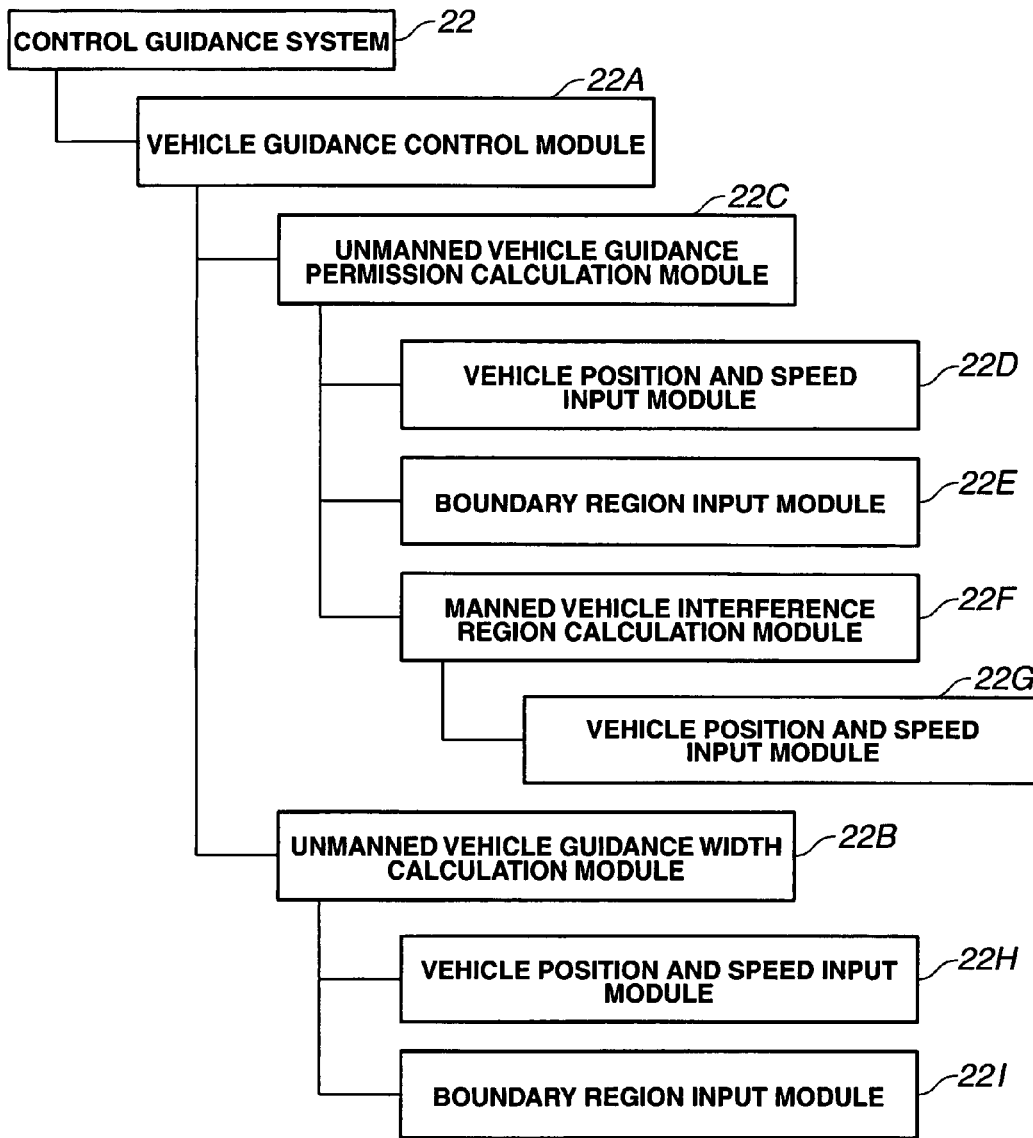 CONTROL GUIDANCE SYSTEM
22
22A
VEHICLE GUIDANCE CONTROL MODULE
22C
UNMANNED VEHICLE GUIDANCE
PERMISSION CALCULATION MODULE
VEHICLE POSITION AND SPEED
INPUT MODULE
22D
BOUNDARY REGION INPUT MODULE
22E
MANNED VEHICLE INTERFERENCE
REGION CALCULATION MODULE
22F
22G
VEHICLE POSITION AND SPEED
INPUT MODULE
UNMANNED VEHICLE GUIDANCE WIDTH
CALCULATION MODULE
22B
VEHICLE POSITION AND SPEED INPUT
MODULE
22H
BOUNDARY REGION INPUT MODULE
22I